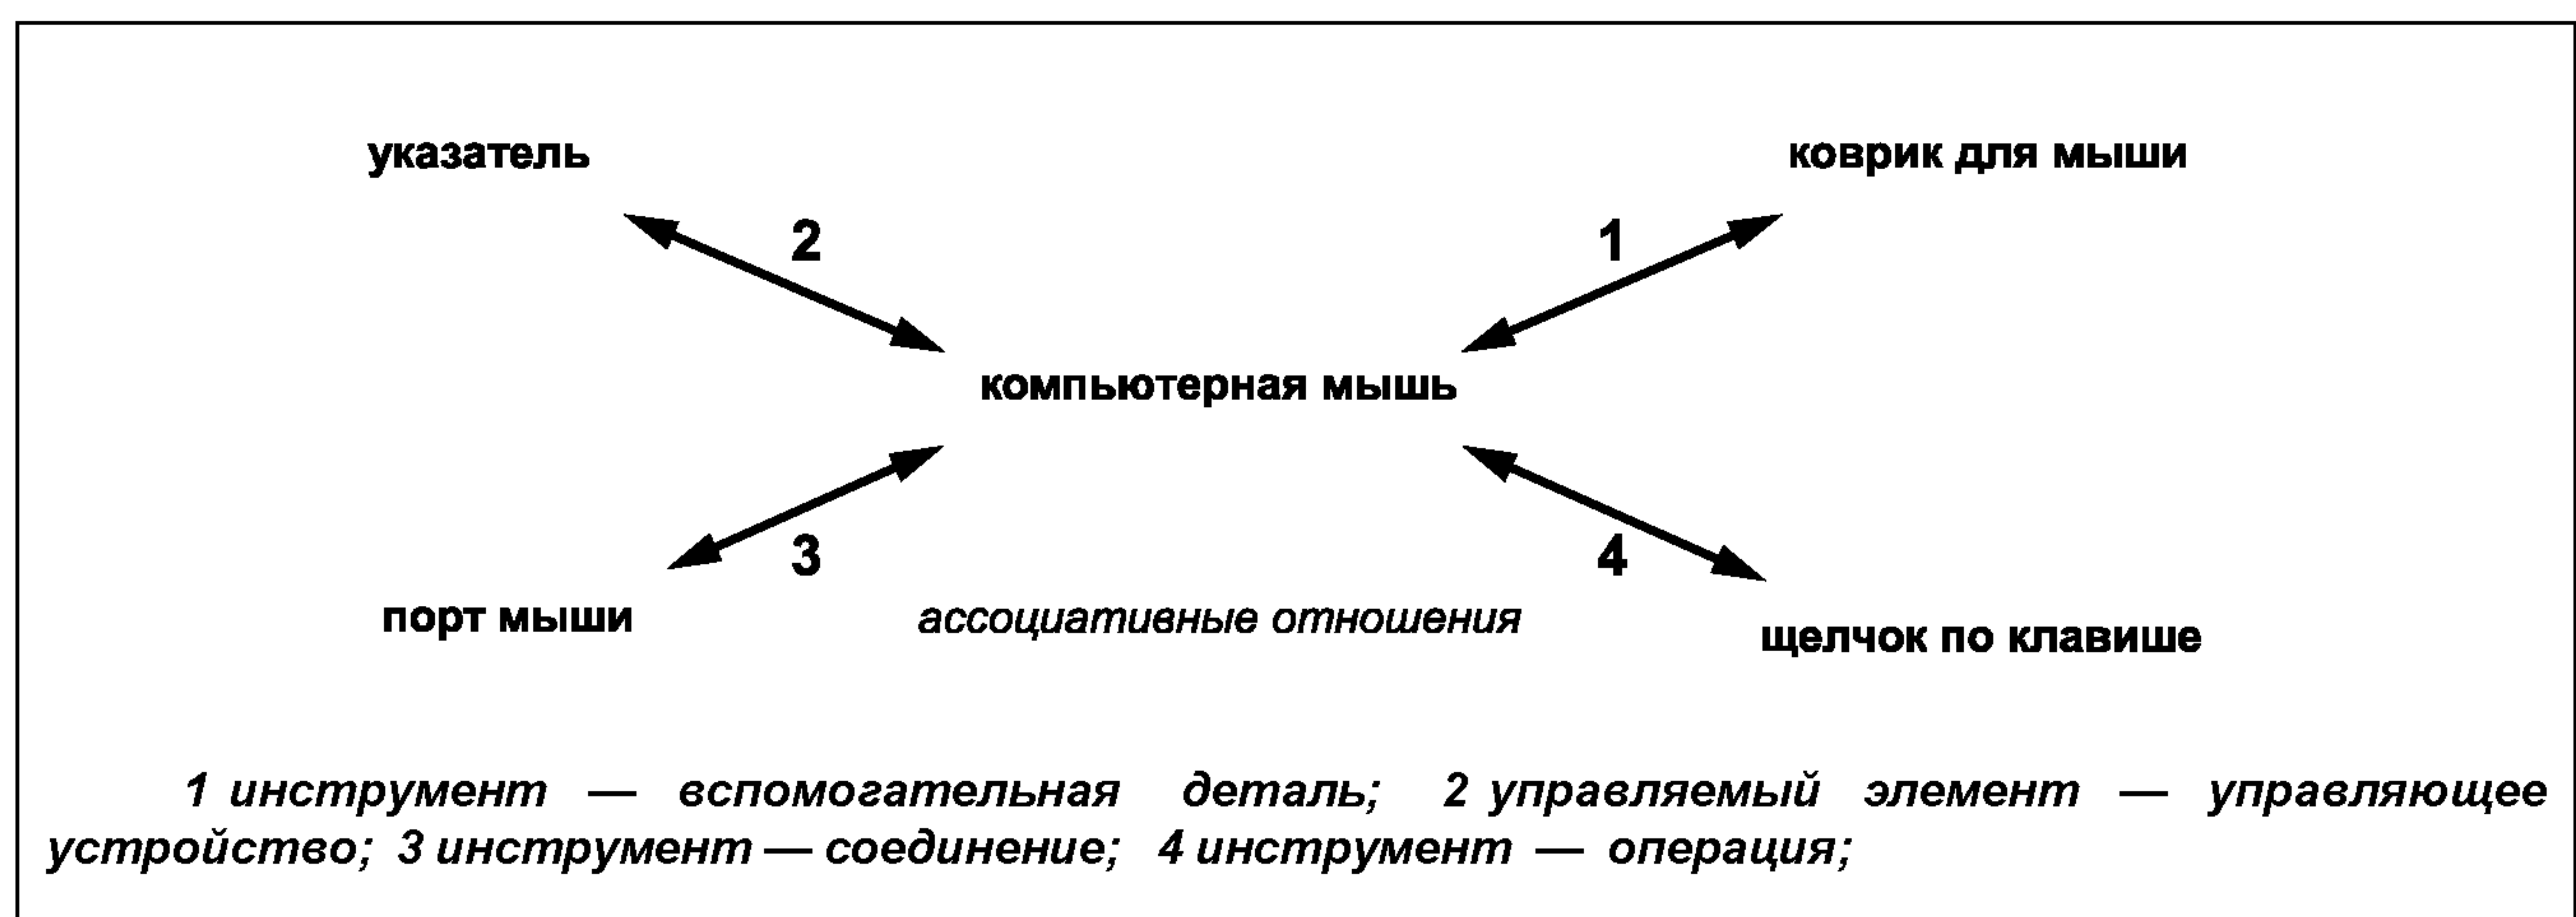 указатель коврик для мыши
2 1
компьютерная мышь
3 4
порт мыши ассоциативные отношения
щелчок по клавише
1 инструмент — вспомогательная деталь; 2 управляемый элемент — управляющее
устройство; 3 инструмент — соединение; 4 инструмент — операция;